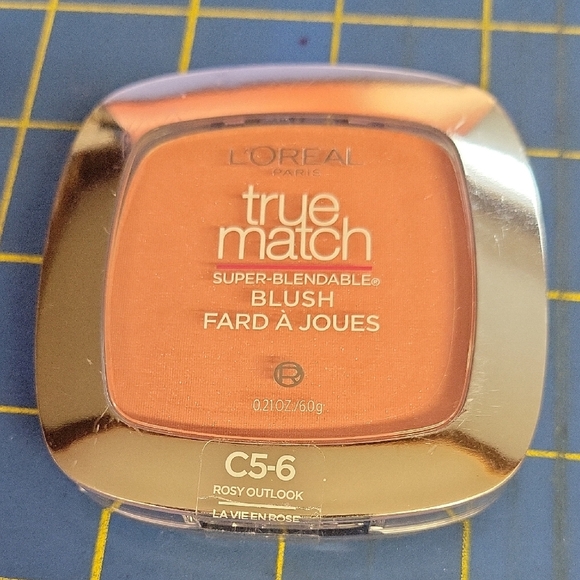 L'ORÉAL
PARIS
true
match
SUPER-BLENDABLE®
BLUSH
FARD À JOUES
R
0.21 OZ./6.0g
C5-6
ROSY OUTLOOK
LA VIE EN ROSE